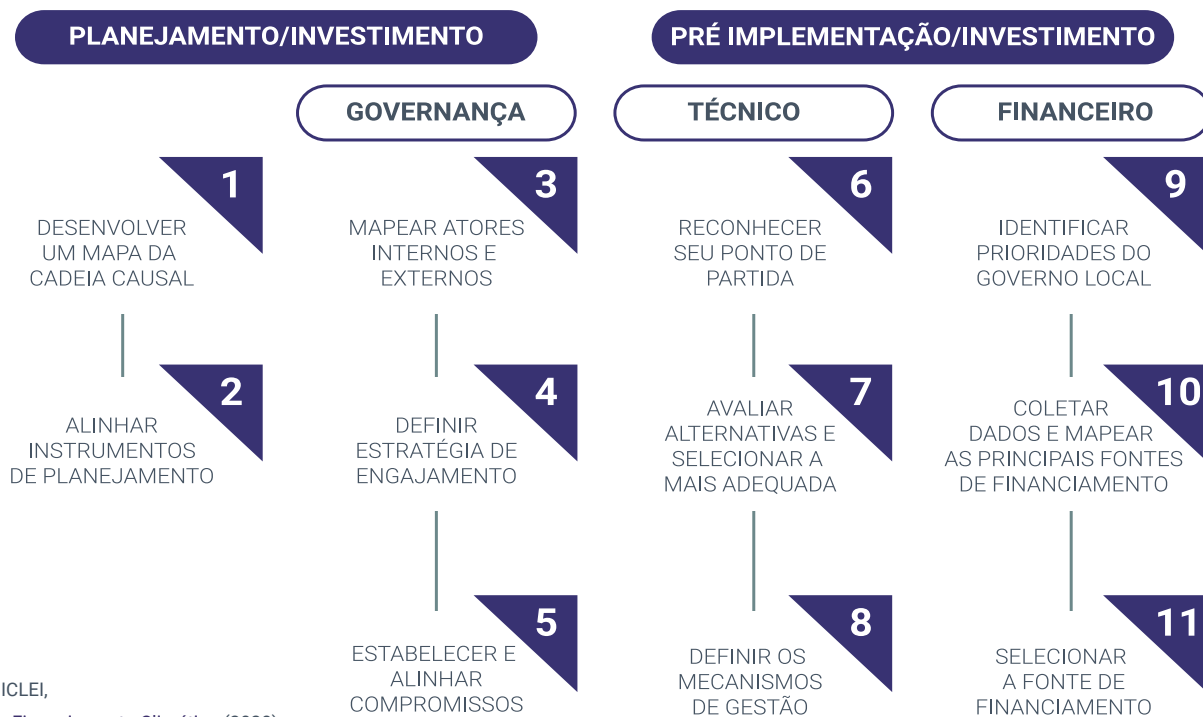 PLANEJAMENTO/INVESTIMENTO
PRÉ IMPLEMENTAÇÃO/INVESTIMENTO
GOVERNANÇA
TÉCNICO
FINANCEIRO
1
DESENVOLVER
UM MAPA DA
CADEIA CAUSAL
2
ALINHAR
INSTRUMENTOS
DE PLANEJAMENTO
3
MAPEAR ATORES
INTERNOS E
EXTERNOS
4
DEFINIR
ESTRATÉGIA DE
ENGAJAMENTO
5
ESTABELECER E
ALINHAR
COMPROMISSOS
6
RECONHECER
SEU PONTO DE
PARTIDA
7
AVALIAR
ALTERNATIVAS E
SELECIONAR A
MAIS ADEQUADA
8
DEFINIR OS
MECANISMOS
DE GESTÃO
9
IDENTIFICAR
PRIORIDADES DO
GOVERNO LOCAL
10
COLETAR
DADOS E MAPEAR
AS PRINCIPAIS FONTES
DE FINANCIAMENTO
11
SELECIONAR
A FONTE DE
FINANCIAMENTO
ICLEI,